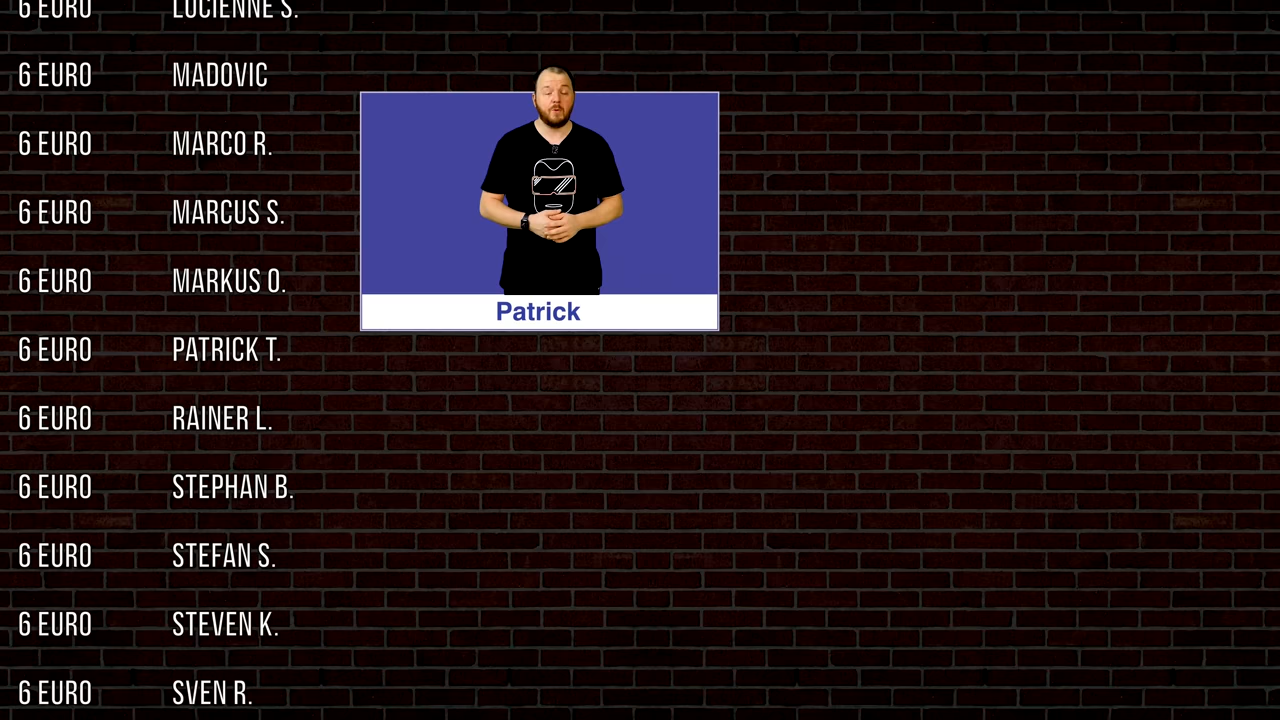 6 EURO LUCIENNE S.
6 EURO MADOVIC
6 EURO MARCO R.
6 EURO MARCUS S.
6 EURO MARKUS O.
Patrick
6 EURO PATRICK T.
6 EURO RAINER L.
6 EURO STEPHAN B.
6 EURO STEFAN S.
6 EURO STEVEN K.
6 EURO SVEN R.